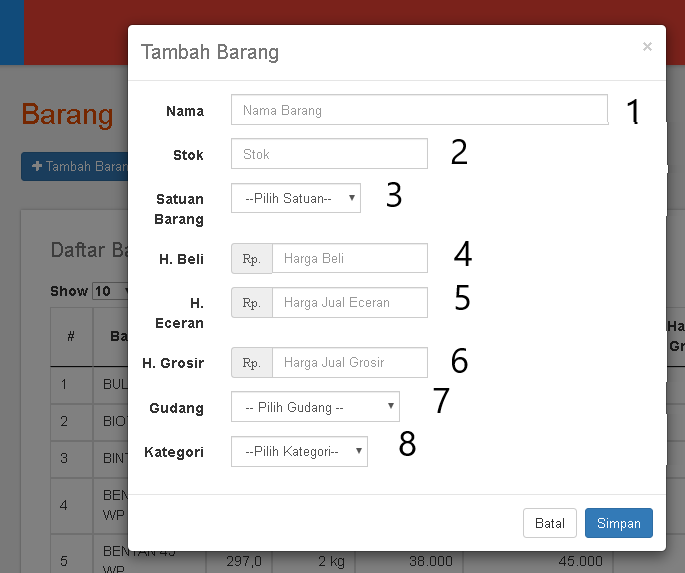 Tambah Barang ×
Barang
Nama Nama Barang 1
Stok Stok 2
+ Tambah Baran
Satuan Barang --Pilih Satuan-- 3
Daftar Ba
H. Beli Rp. Harga Beli 4
Show 10
H. Eceran Rp. Harga Jual Eceran 5
# Ba Ha
Gr
H. Grosir Rp. Harga Jual Grosir 6
1 BUL
Gudang -- Pilih Gudang -- 7
2 BIO
Kategori --Pilih Kategori-- 8
3 BINT
4 BEN
WP
Batal Simpan
5 BENTAN 45 297,0 2 kg 38.000 45.000
WP